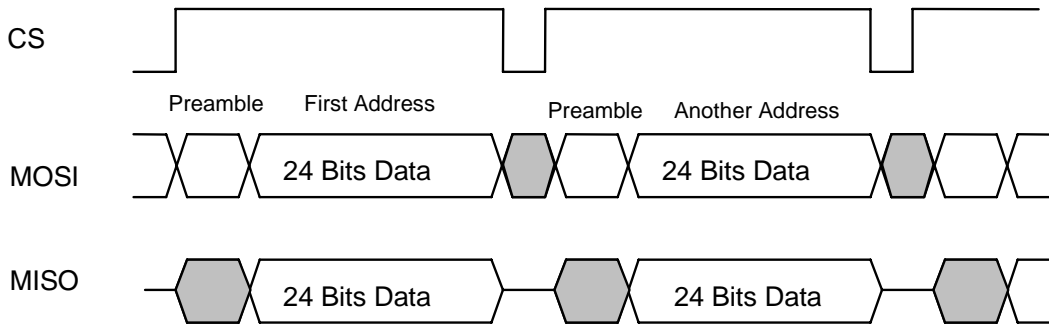 CS
Preamble First Address Preamble Another Address
MOSI 24 Bits Data 24 Bits Data
MISO 24 Bits Data 24 Bits Data